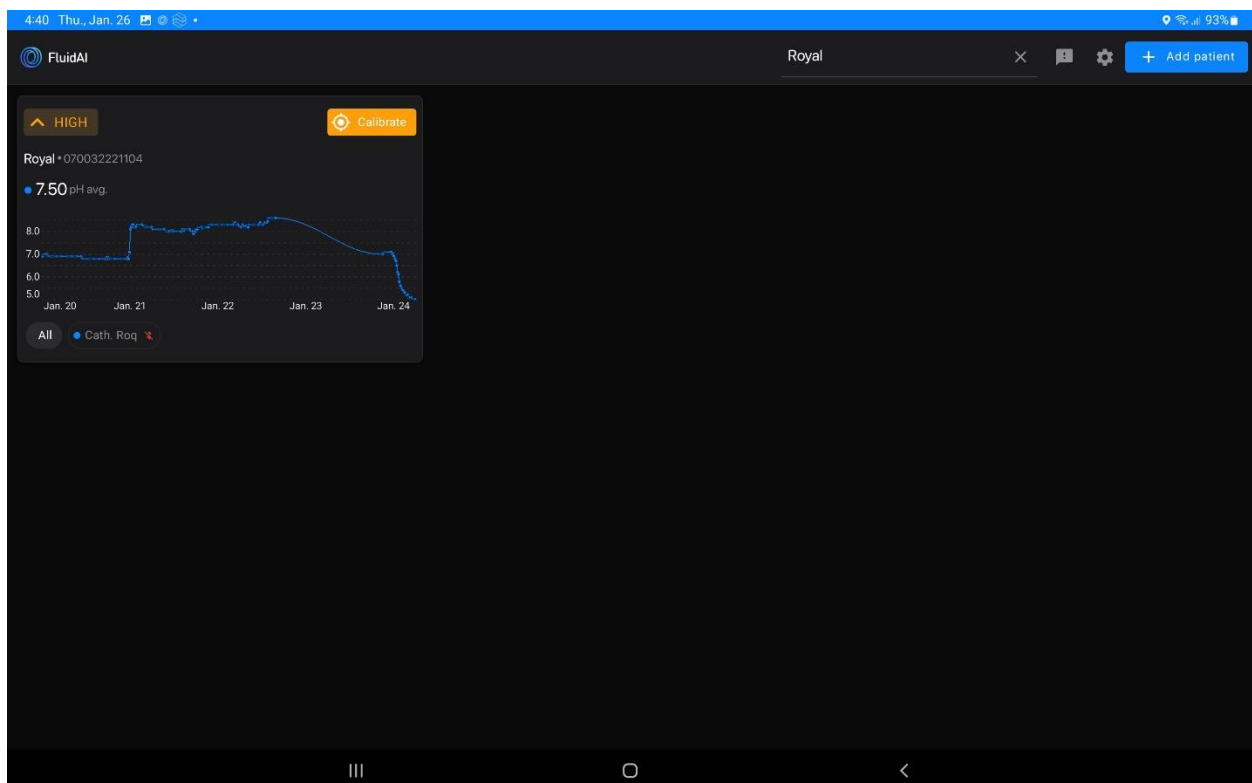 4:40 Thu., Jan. 26 93%
FluidAI
Royal
+ Add patient
HIGH
Calibrate
Royal • 070032221104
7.50 pH avg.
8.0
7.0
6.0
5.0
Jan. 20 Jan. 21 Jan. 22 Jan. 23 Jan. 24
All
Cath. Roq